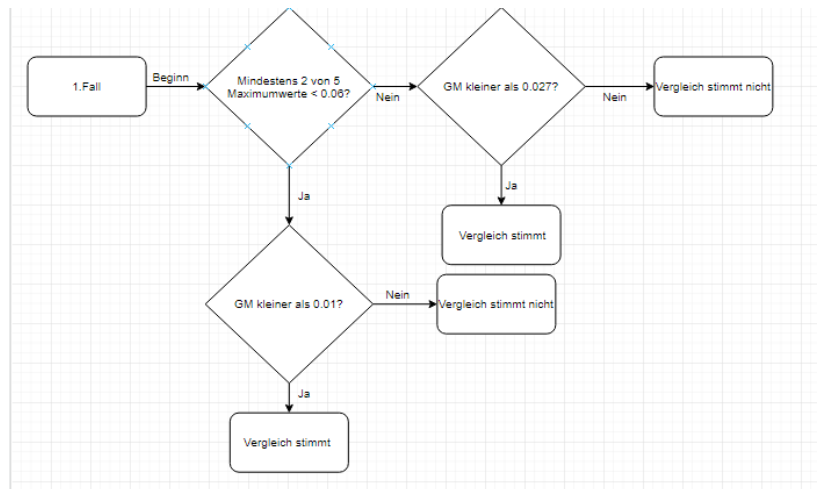 1.Fall
Beginn
Mindestens 2 von 5
Maximumwerte < 0.06?
Nein
GM kleiner als 0.027?
Nein
Vergleich stimmt nicht
Ja
Vergleich stimmt
Ja
GM kleiner als 0.01?
Nein
Vergleich stimmt nicht
Ja
Vergleich stimmt